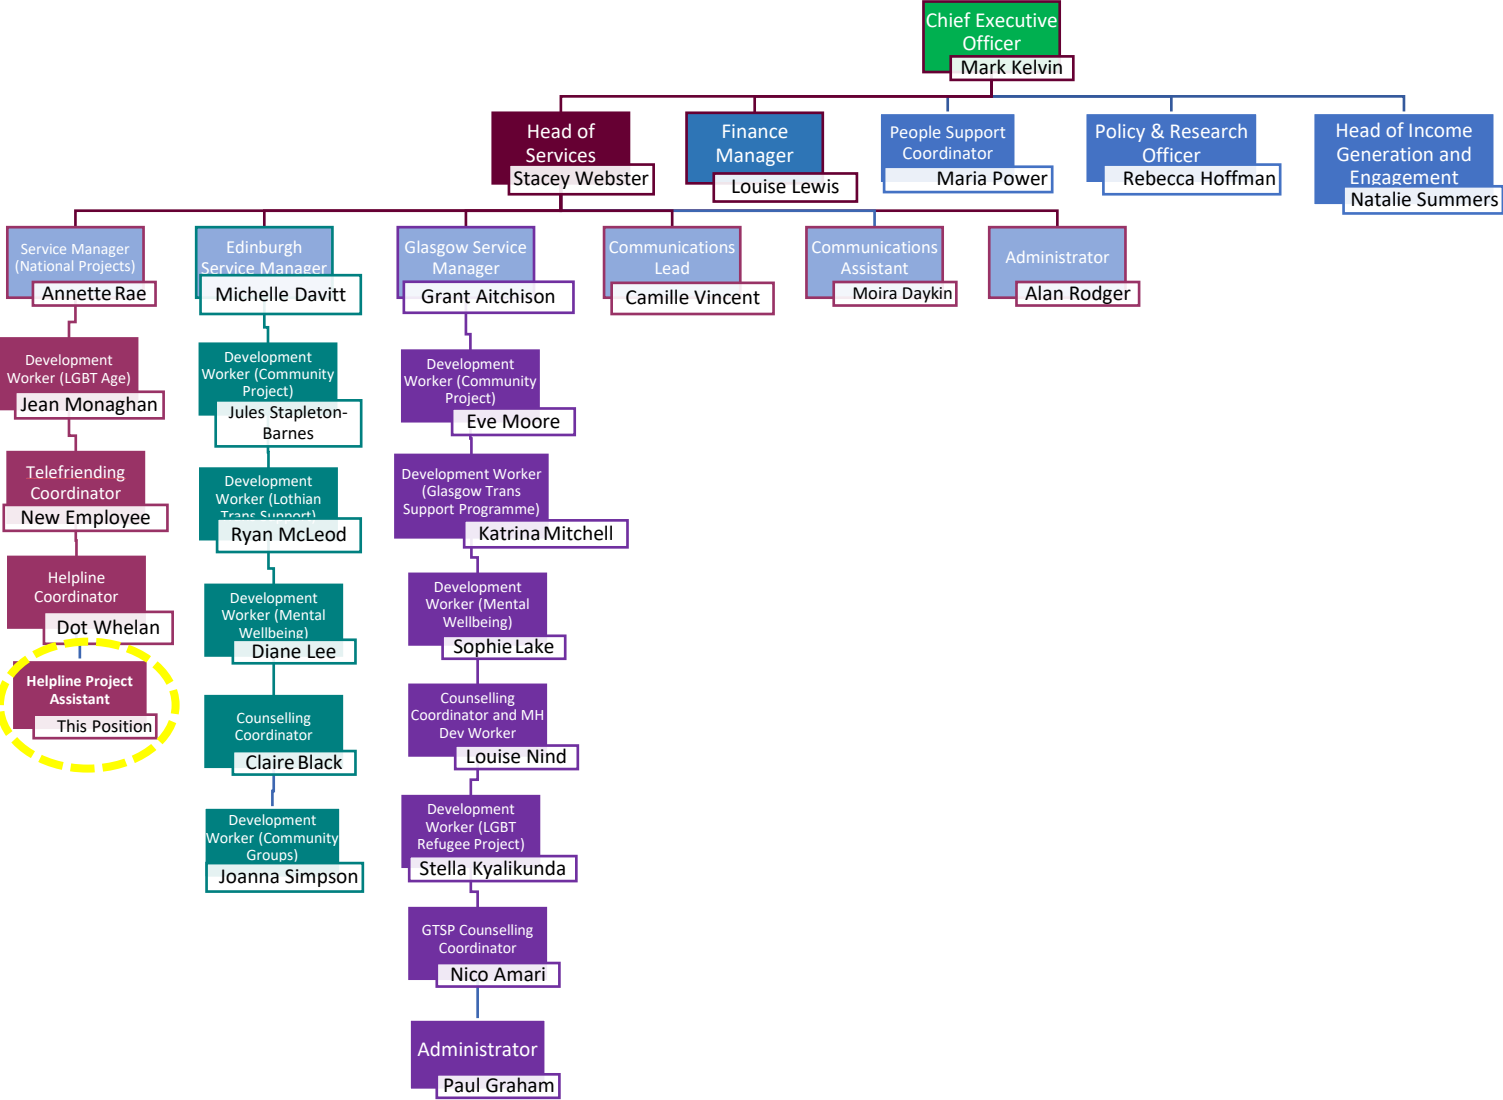 Chief Executive
Officer
Mark Kelvin
Head of
Services
Stacey Webster
Finance
Manager
Louise Lewis
People Support
Coordinator
Maria Power
Policy & Research
Officer
Rebecca Hoffman
Head of Income
Generation and
Engagement
Natalie Summers
Service Manager
(National Projects)
Annette Rae
Edinburgh
Service Manager
Michelle Davitt
Glasgow Service
Manager
Grant Aitchison
Communications
Lead
Camille Vincent
Communications
Assistant
Moira Daykin
Administrator
Alan Rodger
Development
Worker (LGBT Age)
Jean Monaghan
Telefriending
Coordinator
New Employee
Helpline
Coordinator
Dot Whelan
Helpline Project
Assistant
This Position
Development
Worker (Community
Project)
Jules Stapleton-
Barnes
Development
Worker (Lothian
Trans Support)
Ryan McLeod
Development
Worker (Mental
Wellbeing)
Diane Lee
Counselling
Coordinator
Claire Black
Development
Worker (Community
Groups)
Joanna Simpson
Development
Worker (Community
Project)
Eve Moore
Development Worker
(Glasgow Trans
Support Programme)
Katrina Mitchell
Development
Worker (Mental
Wellbeing)
Sophie Lake
Counselling
Coordinator and MH
Dev Worker
Louise Nind
Development
Worker (LGBT
Refugee Project)
Stella Kyalikunda
GTSP Counselling
Coordinator
Nico Amari
Administrator
Paul Graham